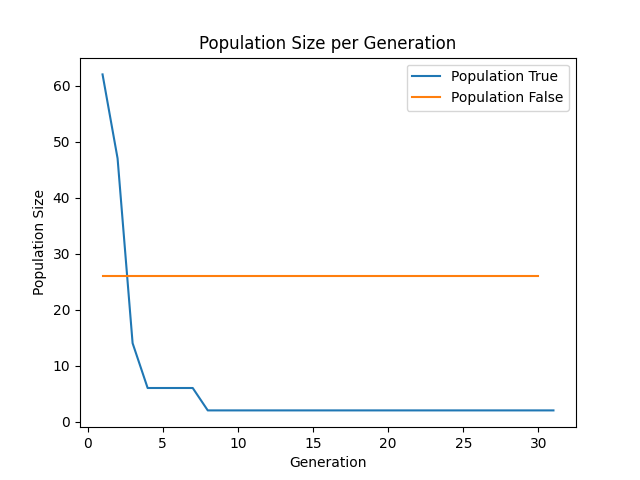 Population Size per Generation
Population True
Population False
Population Size
60
50
40
30
20
10
0
0 5 10 15 20 25 30
Generation